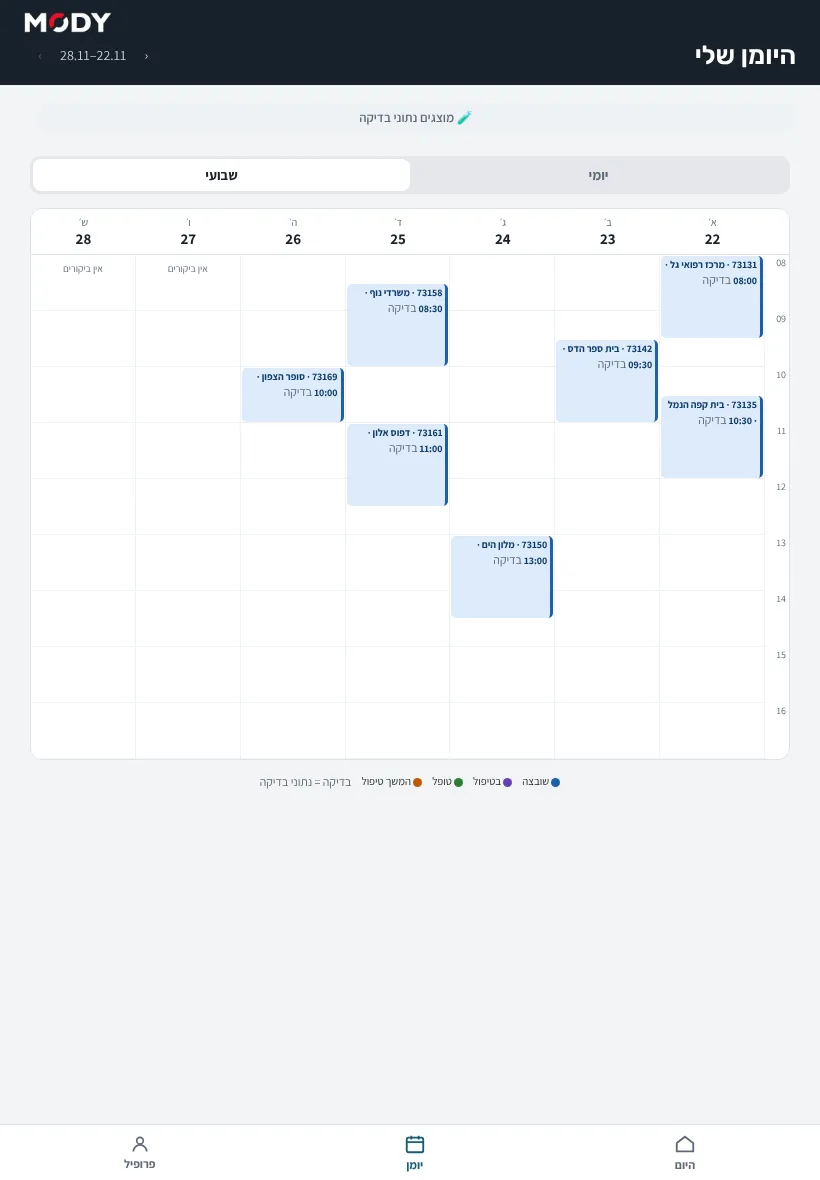 MODY
היומן שלי
‹ 28.11–22.11 ›
🧪 מוצגים נתוני בדיקה
יומי
שבועי
א׳
22
ב׳
23
ג׳
24
ד׳
25
ה׳
26
ו׳
27
ש׳
28
08
09
10
11
12
13
14
15
16
73131 · מרכז רפואי גל ·
08:00 בדיקה
73135 · בית קפה הנמל
· 10:30 בדיקה
73142 · בית ספר הדס ·
09:30 בדיקה
73150 · מלון הים ·
13:00 בדיקה
73158 · משרדי נוף ·
08:30 בדיקה
73161 · דפוס אלון ·
11:00 בדיקה
73169 · סופר הצפון ·
10:00 בדיקה
אין ביקורים
אין ביקורים
שובצה בטיפול טופל המשך טיפול בדיקה = נתוני בדיקה
היום
יומן
פרופיל